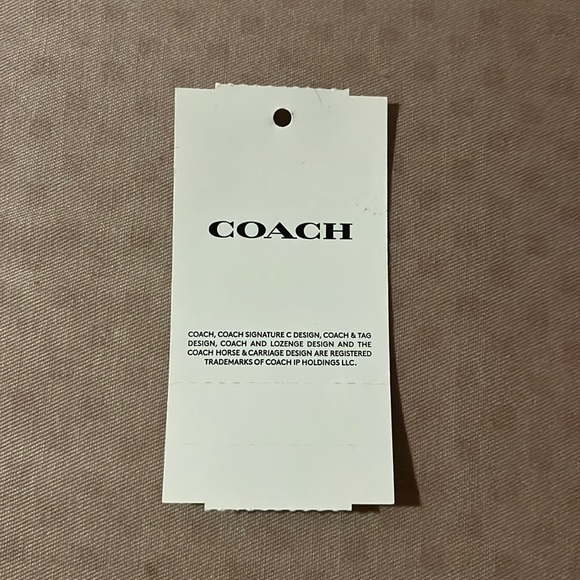 COACH
COACH, COACH SIGNATURE C DESIGN, COACH & TAG
DESIGN, COACH AND LOZENGE DESIGN AND THE
COACH HORSE & CARRIAGE DESIGN ARE REGISTERED
TRADEMARKS OF COACH IP HOLDINGS LLC.